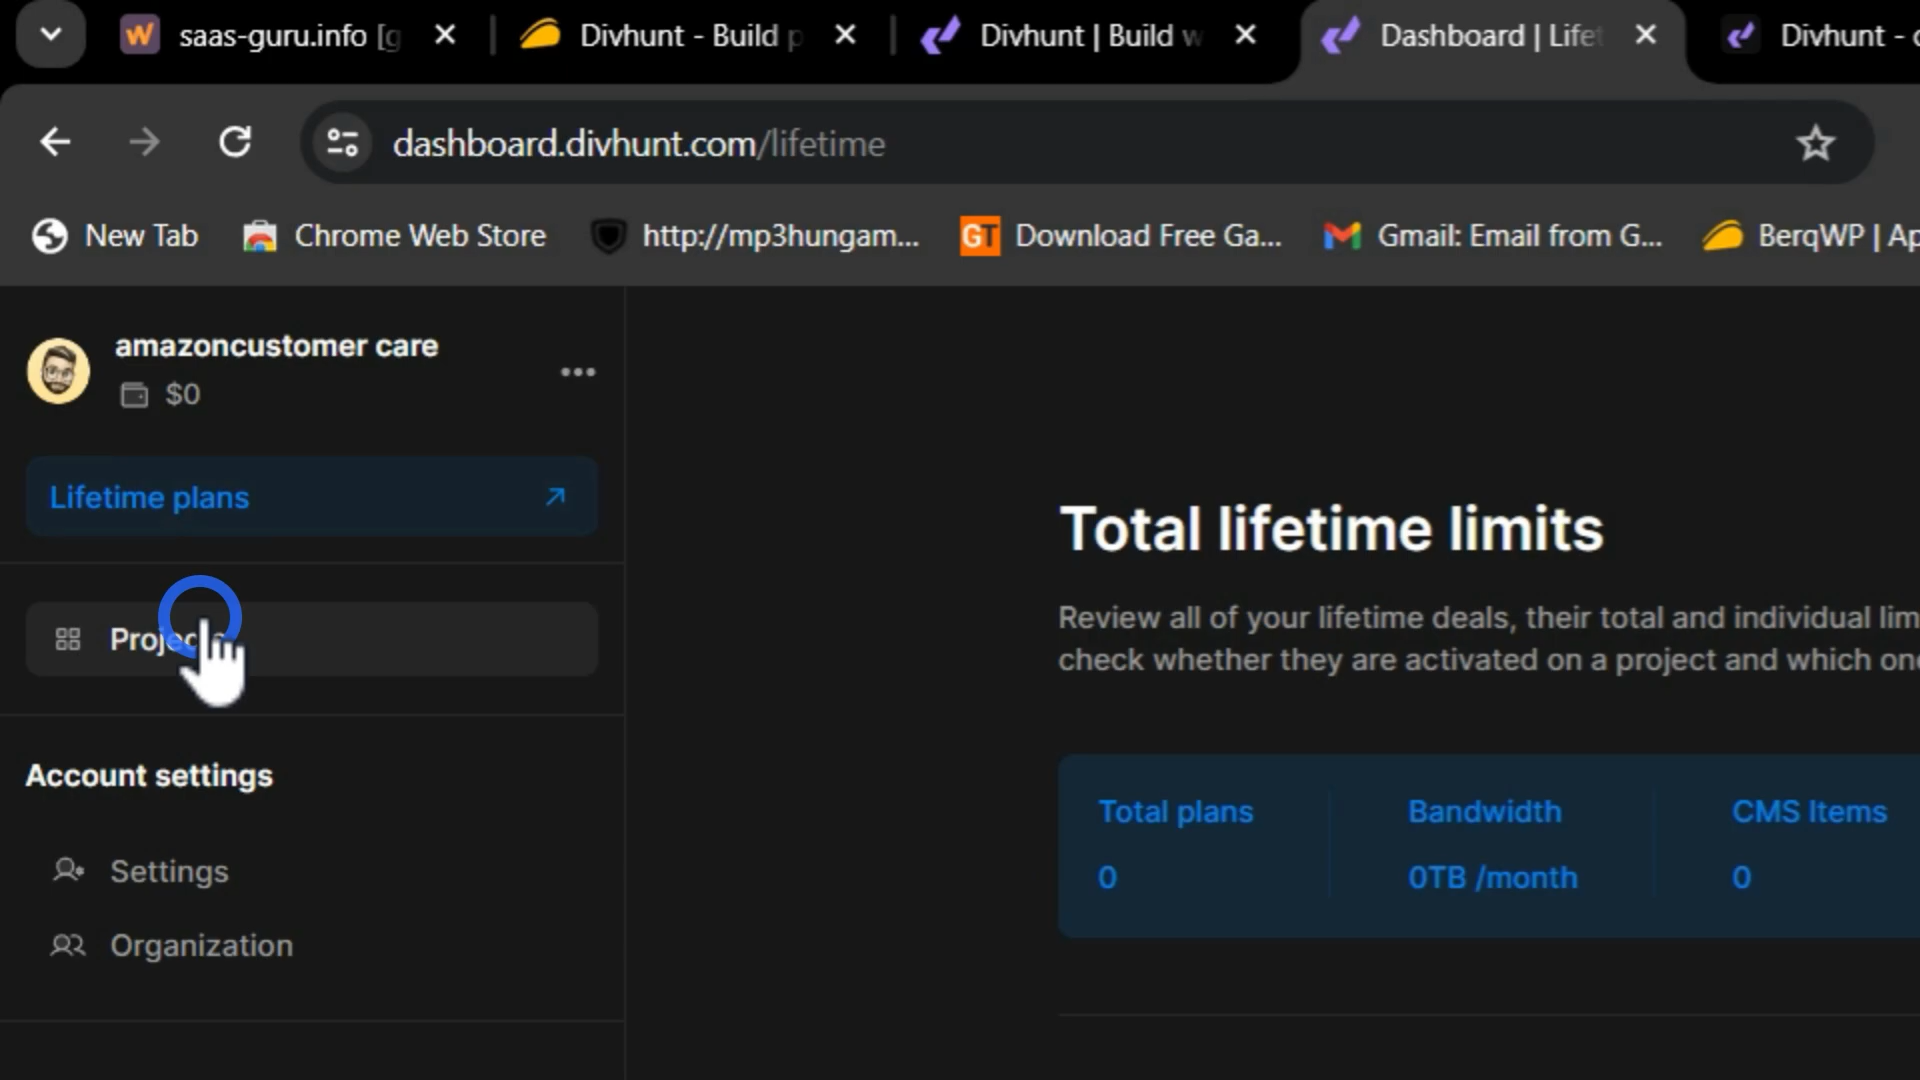 saas-guru.info [g
Divhunt - Build p
Divhunt | Build w
Dashboard | Lifet
Divhunt - c
dashboard.divhunt.com/lifetime
New Tab
Chrome Web Store
http://mp3hungam...
GT
Download Free Ga...
Gmail: Email from G...
BerqWP | Ap
amazoncustomer care
$0
Lifetime plans
Projects
Account settings
Settings
Organization
Total lifetime limits
Review all of your lifetime deals, their total and individual lim
check whether they are activated on a project and which one
Total plans
Bandwidth
CMS Items
0
0TB /month
0